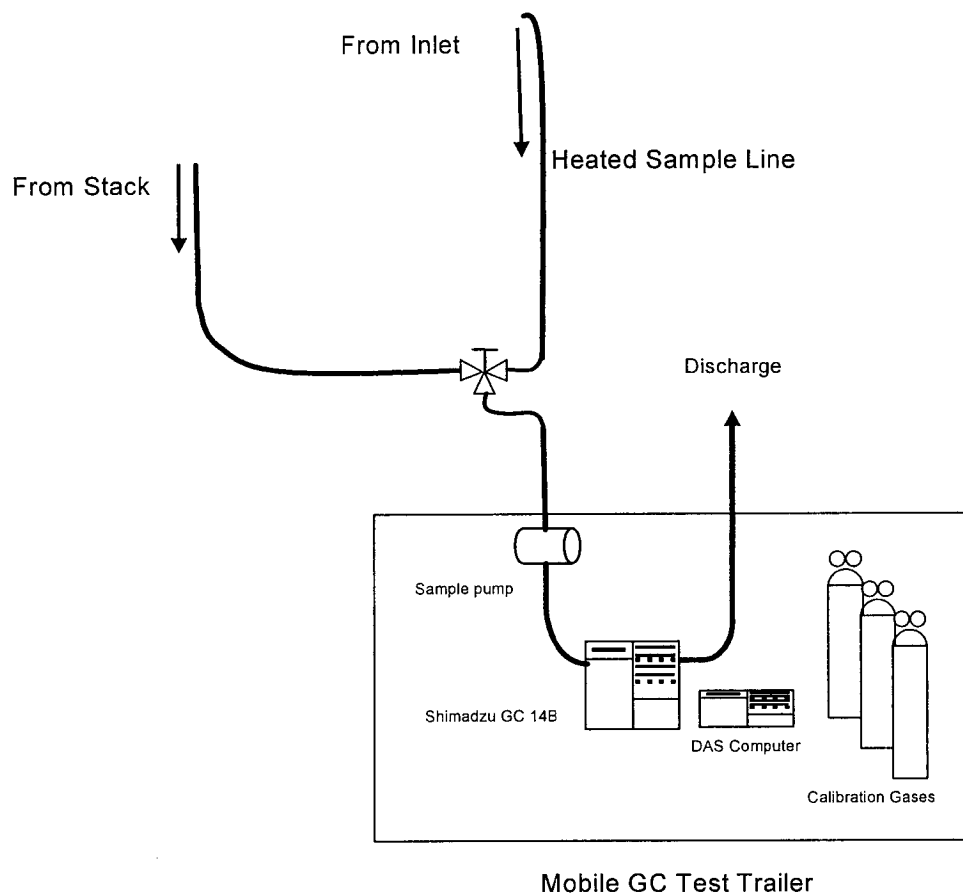 From Inlet
Heated Sample Line
From Stack
Discharge
Sample pump
Shimadzu GC 14B
DAS Computer
Calibration Gases
Mobile GC Test Trailer